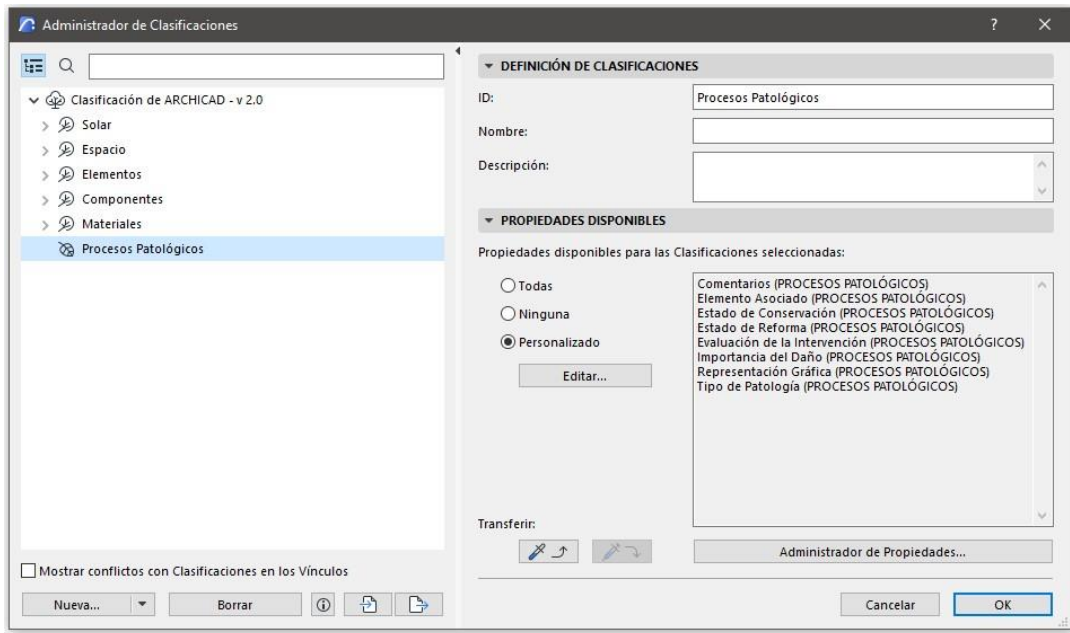 Administrador de Clasificaciones
?
Clasificación de ARCHICAD - v 2.0
Solar
Espacio
Elementos
Componentes
Materiales
Procesos Patológicos
Mostrar conflictos con Clasificaciones en los Vínculos
Nueva...
Borrar
DEFINICIÓN DE CLASIFICACIONES
ID:
Procesos Patológicos
Nombre:
Descripción:
PROPIEDADES DISPONIBLES
Propiedades disponibles para las Clasificaciones seleccionadas:
Todas
Ninguna
Personalizado
Editar...
Comentarios (PROCESOS PATOLÓGICOS)
Elemento Asociado (PROCESOS PATOLÓGICOS)
Estado de Conservación (PROCESOS PATOLÓGICOS)
Estado de Reforma (PROCESOS PATOLÓGICOS)
Evaluación de la Intervención (PROCESOS PATOLÓGICOS)
Importancia del Daño (PROCESOS PATOLÓGICOS)
Representación Gráfica (PROCESOS PATOLÓGICOS)
Tipo de Patología (PROCESOS PATOLÓGICOS)
Transferir:
Administrador de Propiedades...
Cancelar
OK